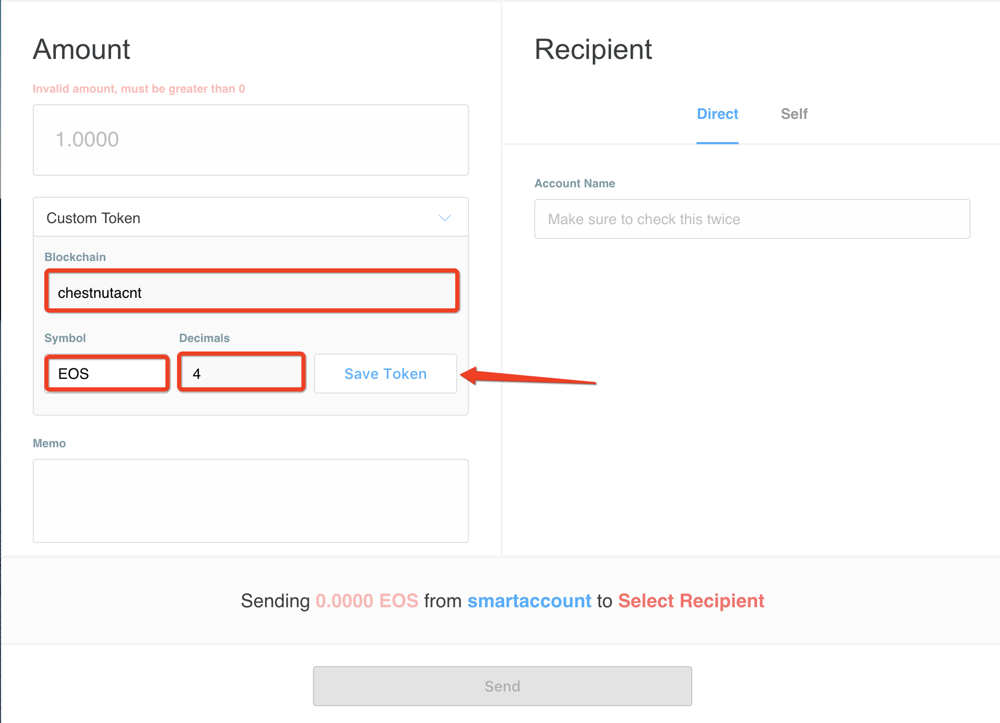 Amount
Invalid amount, must be greater than 0
1.0000
Custom Token
Blockchain
chestnutacnt
Symbol Decimals
EOS 4 Save Token
Memo
Recipient
Direct Self
Account Name
Make sure to check this twice
Sending 0.0000 EOS from smartaccount to Select Recipient
Send